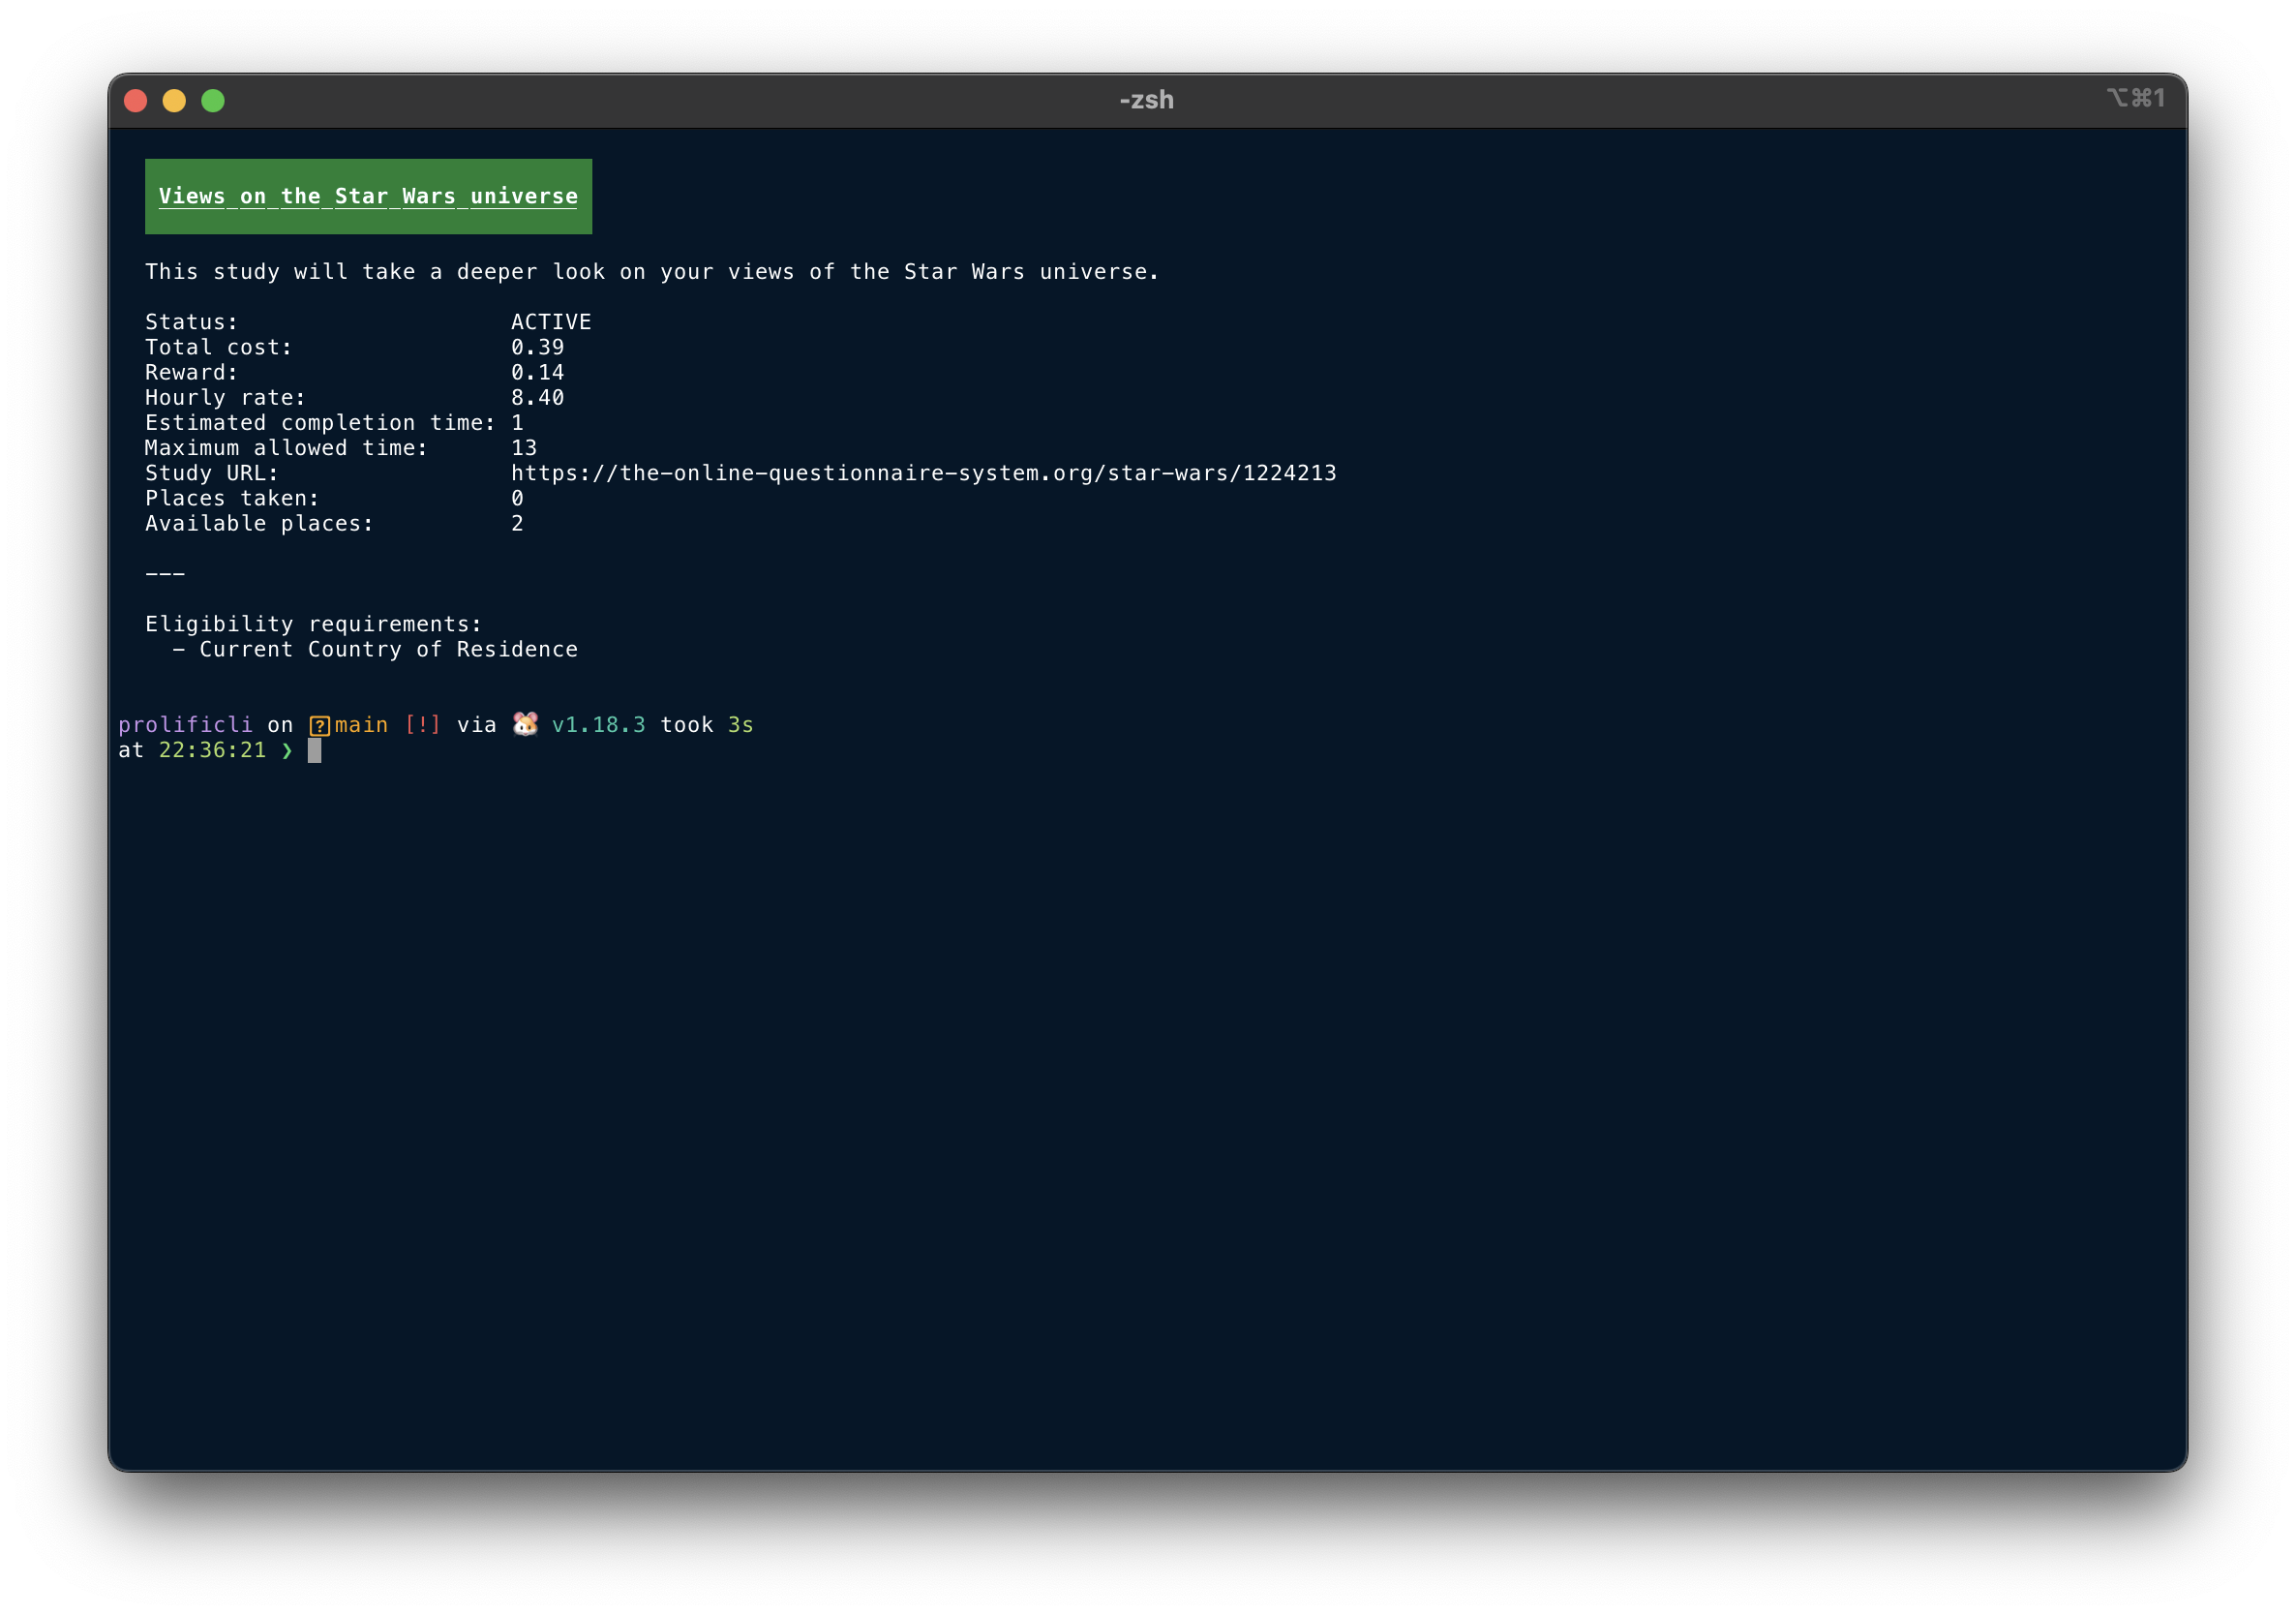 -zsh
⌥⌘1
Views on the Star Wars universe
This study will take a deeper look on your views of the Star Wars universe.
Status: ACTIVE
Total cost: 0.39
Reward: 0.14
Hourly rate: 8.40
Estimated completion time: 1
Maximum allowed time: 13
Study URL: https://the-online-questionnaire-system.org/star-wars/1224213
Places taken: 0
Available places: 2
---
Eligibility requirements:
- Current Country of Residence
prolificli on [?]main [!] via 🐹 v1.18.3 took 3s
at 22:36:21 ❯